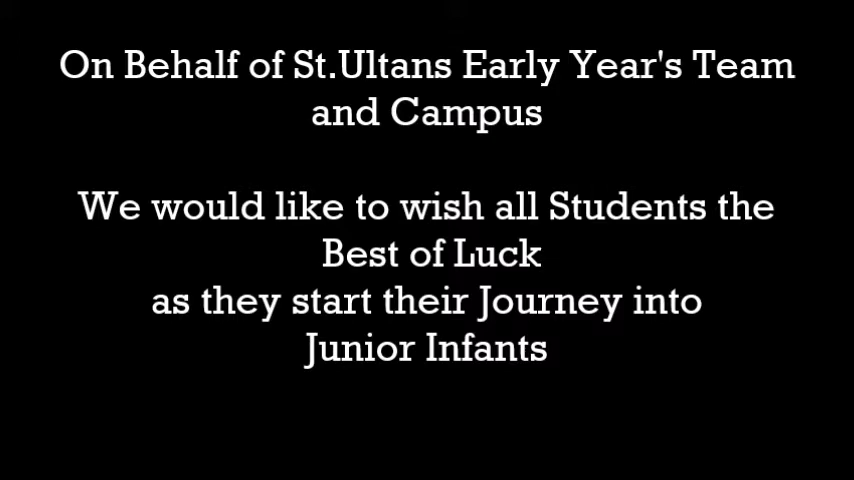 On Behalf of St.Ultans Early Year's Team
and Campus
We would like to wish all Students the
Best of Luck
as they start their Journey into
Junior Infants